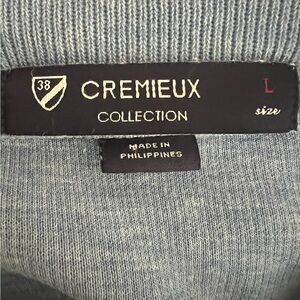 38
CREMIEUX
COLLECTION
L
size
MADE IN
PHILIPPINES